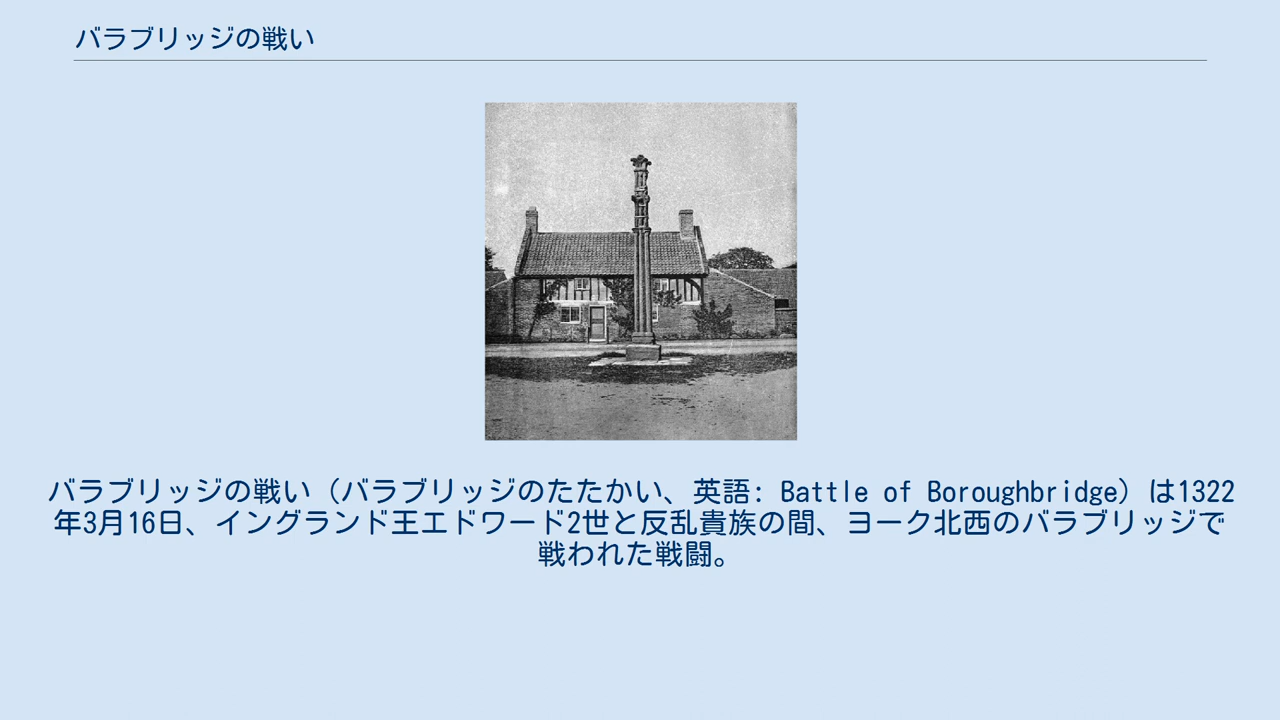 バラブリッジの戦い
バラブリッジの戦い（バラブリッジのたたかい、英語: Battle of Boroughbridge）は1322
年3月16日、イングランド王エドワード2世と反乱貴族の間、ヨーク北西のバラブリッジで
戦われた戦闘。